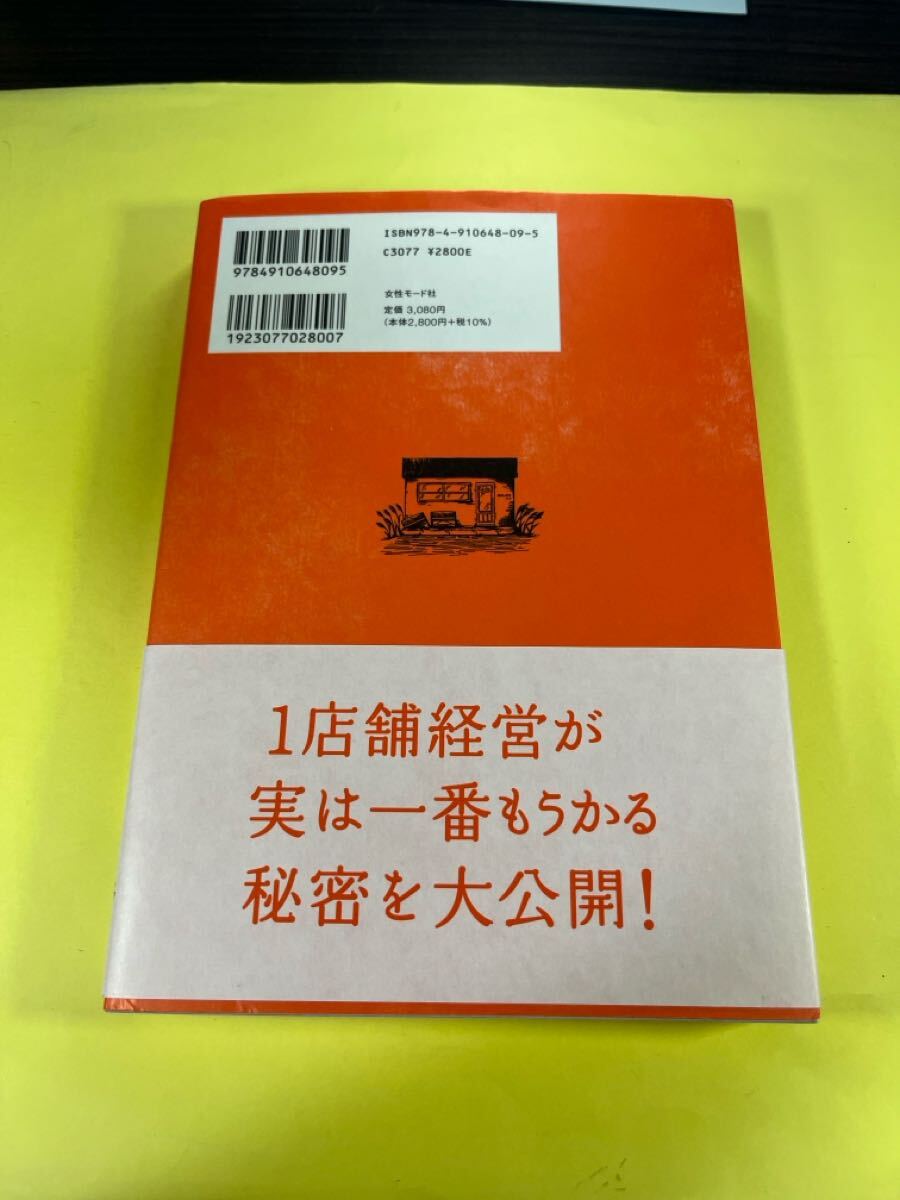 9784910648095
1923077028007
ISBN978-4-910648-09-5
C3077 ¥2800E
女性モード社
定価 3,080円
(本体2,800円+税10%)
1店舗経営が
実は一番もうかる
秘密を大公開!